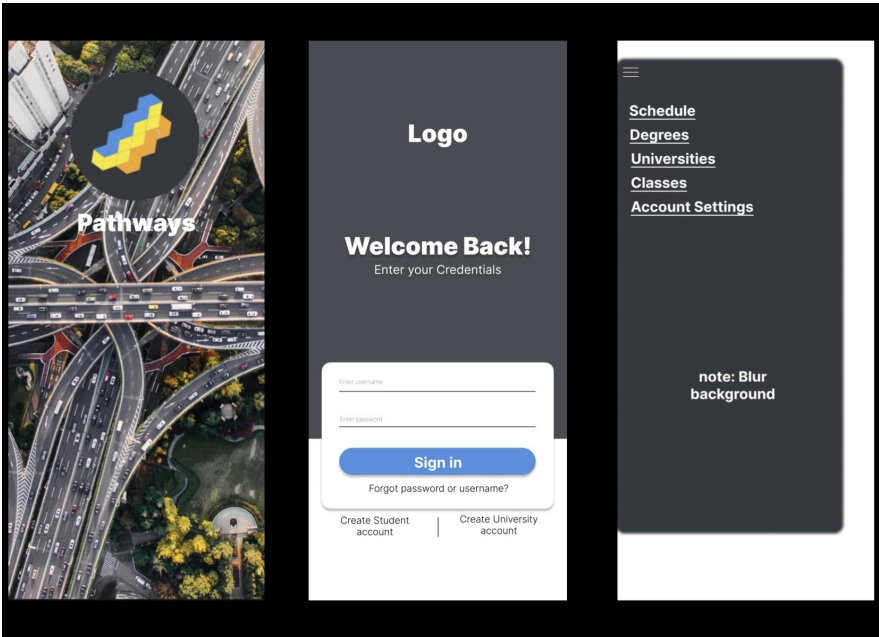 Pathways
Logo
Welcome Back!
Enter your Credentials
Enter username
Enter password
Sign in
Forgot password or username?
Create Student
account
Create University
account
Schedule
Degrees
Universities
Classes
Account Settings
note: Blur
background